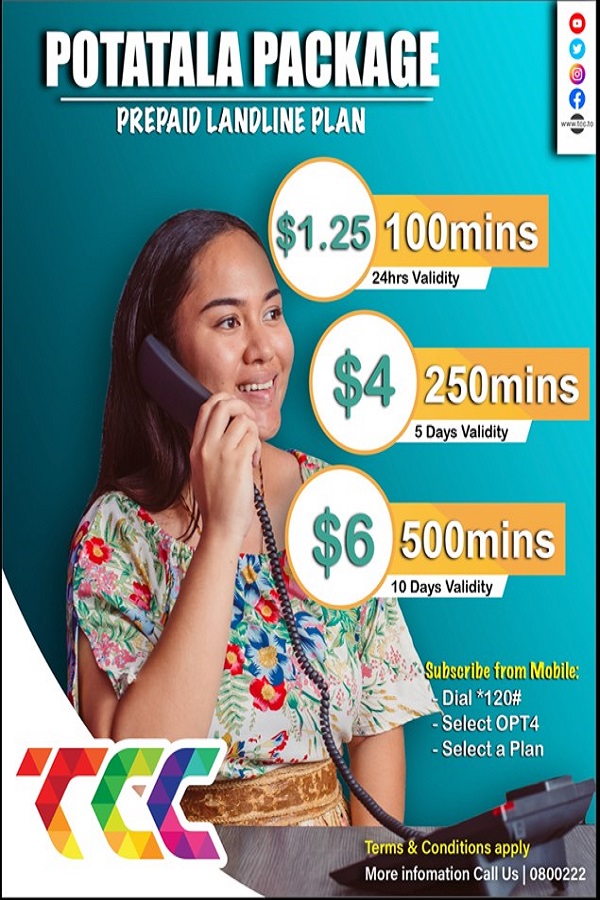 POTATALA PACKAGE
PREPAID LANDLINE PLAN
www.tcc.to
$1.25 100mins
24hrs Validity
$4 250mins
5 Days Validity
$6 500mins
10 Days Validity
Subscribe from Mobile:
- Dial *120#
- Select OPT4
- Select a Plan
TCC
Terms & Conditions apply
More infomation Call Us | 0800222